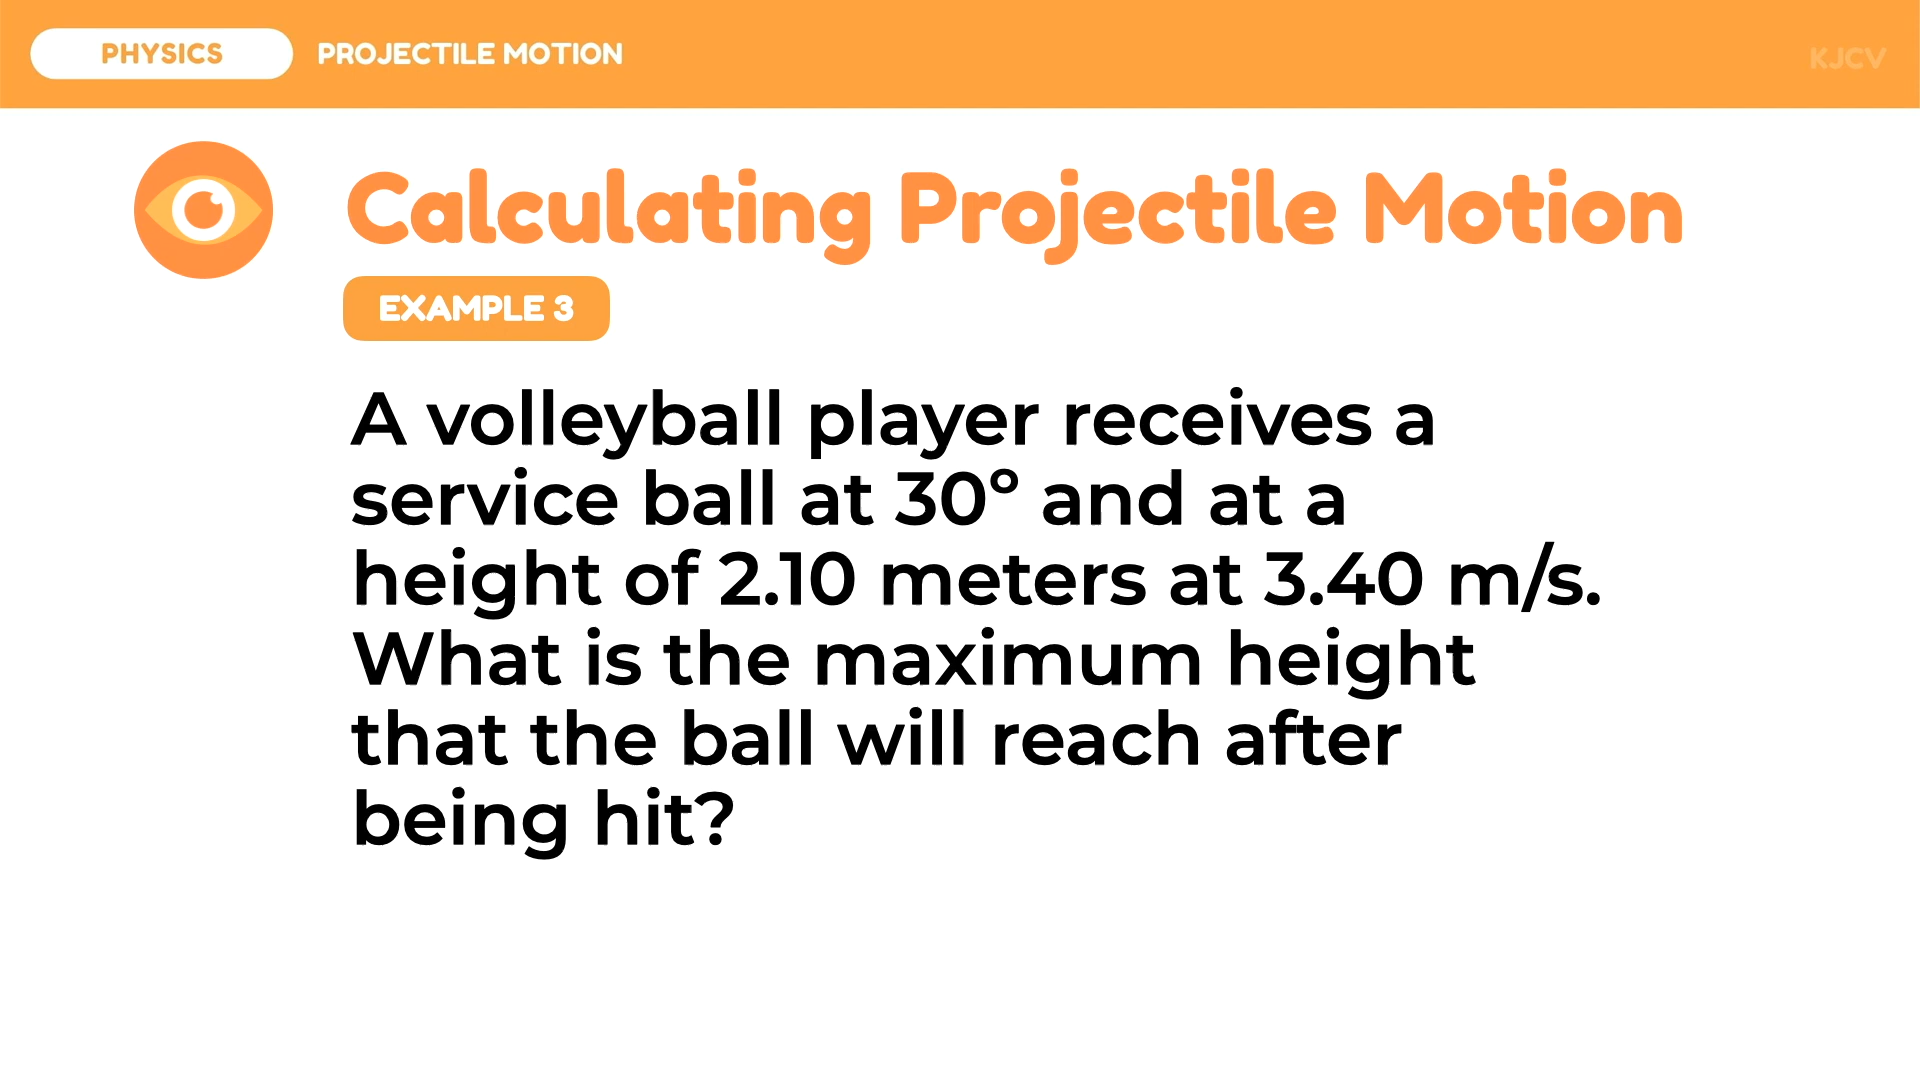 PHYSICS
PROJECTILE MOTION
KJCV
Calculating Projectile Motion
EXAMPLE 3
A volleyball player receives a
service ball at 30º and at a
height of 2.10 meters at 3.40 m/s.
What is the maximum height
that the ball will reach after
being hit?